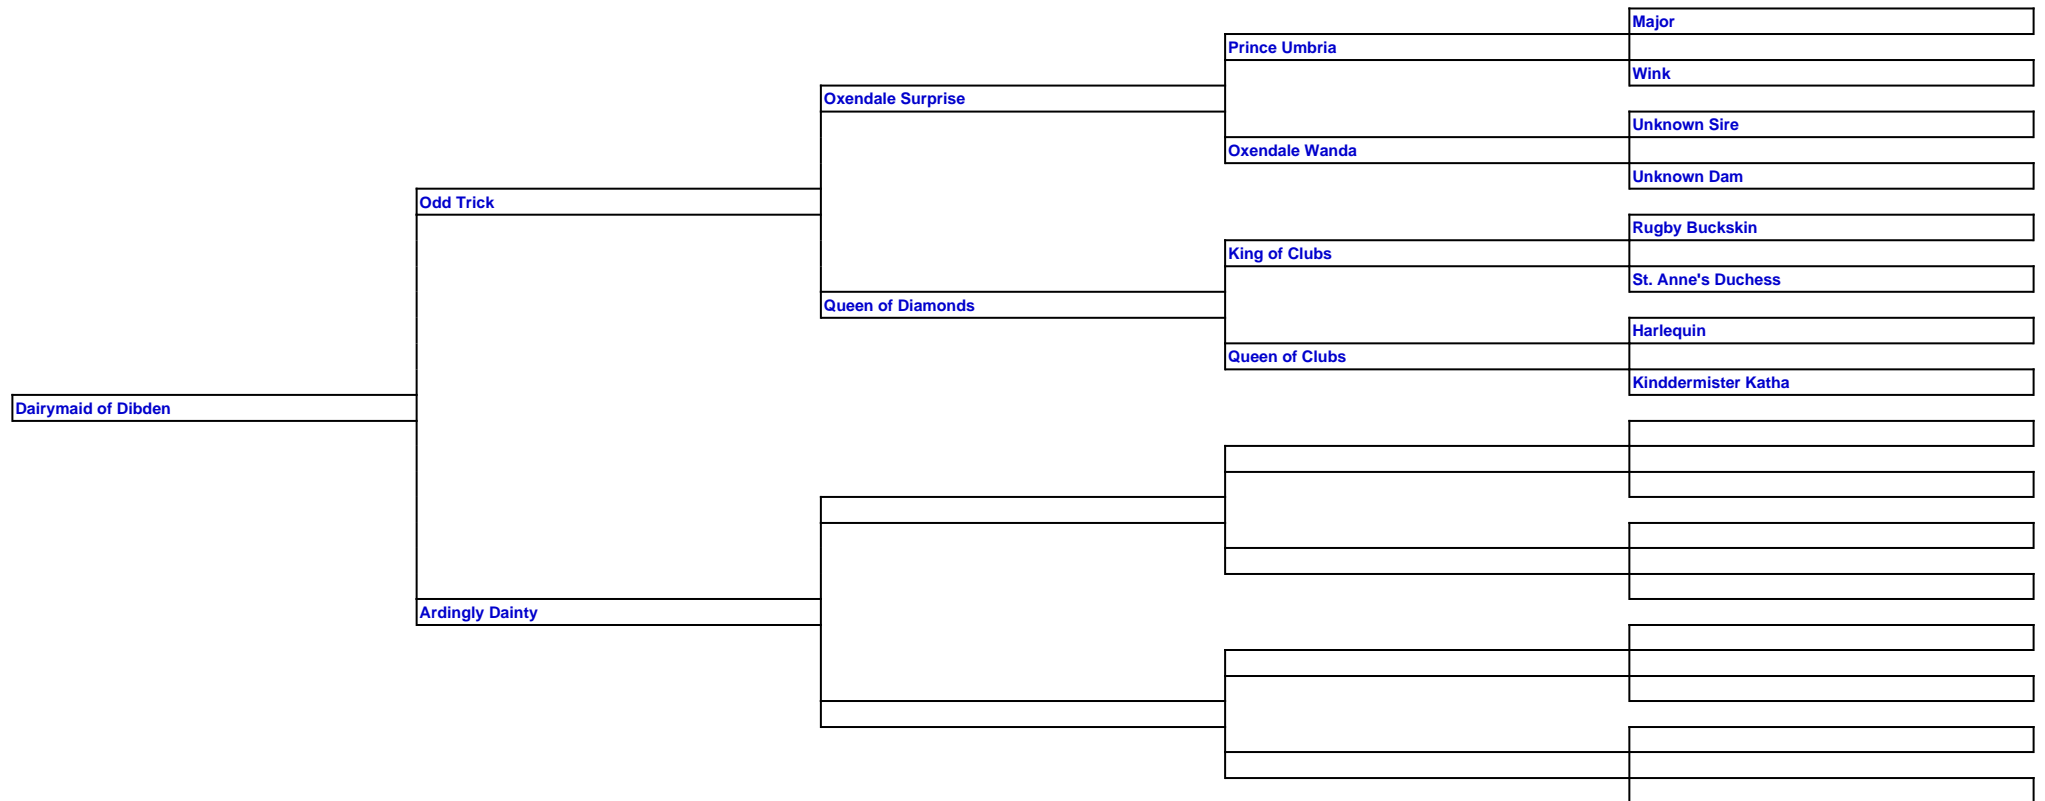 Major
Prince Umbria
Wink
Oxendale Surprise
Unknown Sire
Oxendale Wanda
Unknown Dam
Odd Trick
Rugby Buckskin
King of Clubs
St. Anne's Duchess
Queen of Diamonds
Harlequin
Queen of Clubs
Kinddermister Katha
Dairymaid of Dibden
Ardingly Dainty